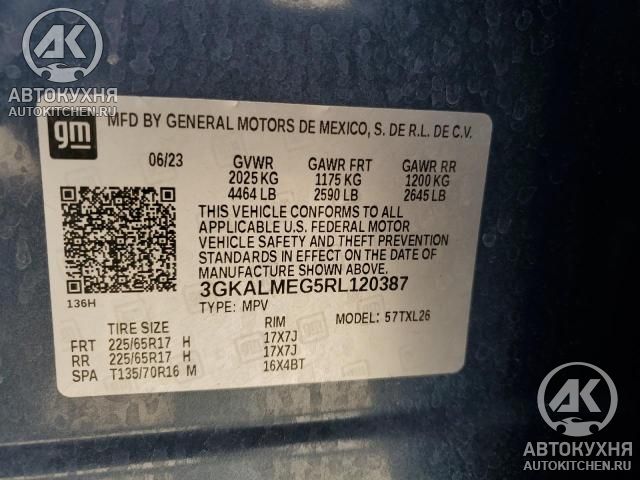 AK
АВТОКУХНЯ
AUTOKITCHEN.RU
gm
MFD BY GENERAL MOTORS DE MEXICO, S. DE R.L. DE C.V.
06/23 GVWR GAWR FRT GAWR RR
2025 KG 1175 KG 1200 KG
4464 LB 2590 LB 2645 LB
THIS VEHICLE CONFORMS TO ALL
APPLICABLE U.S. FEDERAL MOTOR
VEHICLE SAFETY AND THEFT PREVENTION
STANDARDS IN EFFECT ON THE DATE OF
MANUFACTURE SHOWN ABOVE.
3GKALMEG5RL120387
136H
TYPE: MPV MODEL: 57TXL26
TIRE SIZE RIM
FRT 225/65R17 H 17X7J
RR 225/65R17 H 17X7J
SPA T135/70R16 M 16X4BT
AK
АВТОКУХНЯ
AUTOKITCHEN.RU